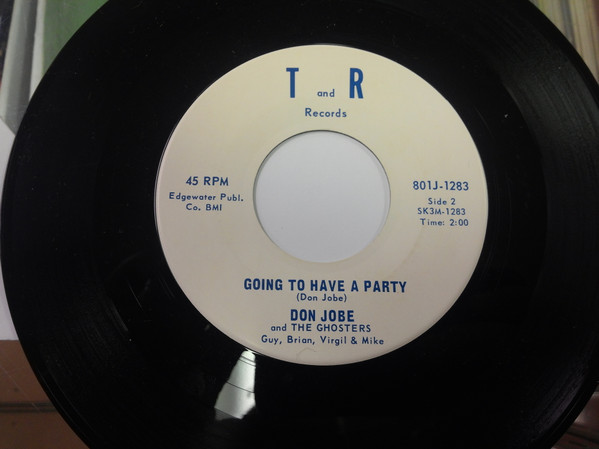 T and R
Records
45 RPM
Edgewater Publ.
Co. BMI
801J-1283
Side 2
SK3M-1283
Time: 2:00
GOING TO HAVE A PARTY
(Don Jobe)
DON JOBE
and THE GHOSTERS
Guy, Brian, Virgil & Mike